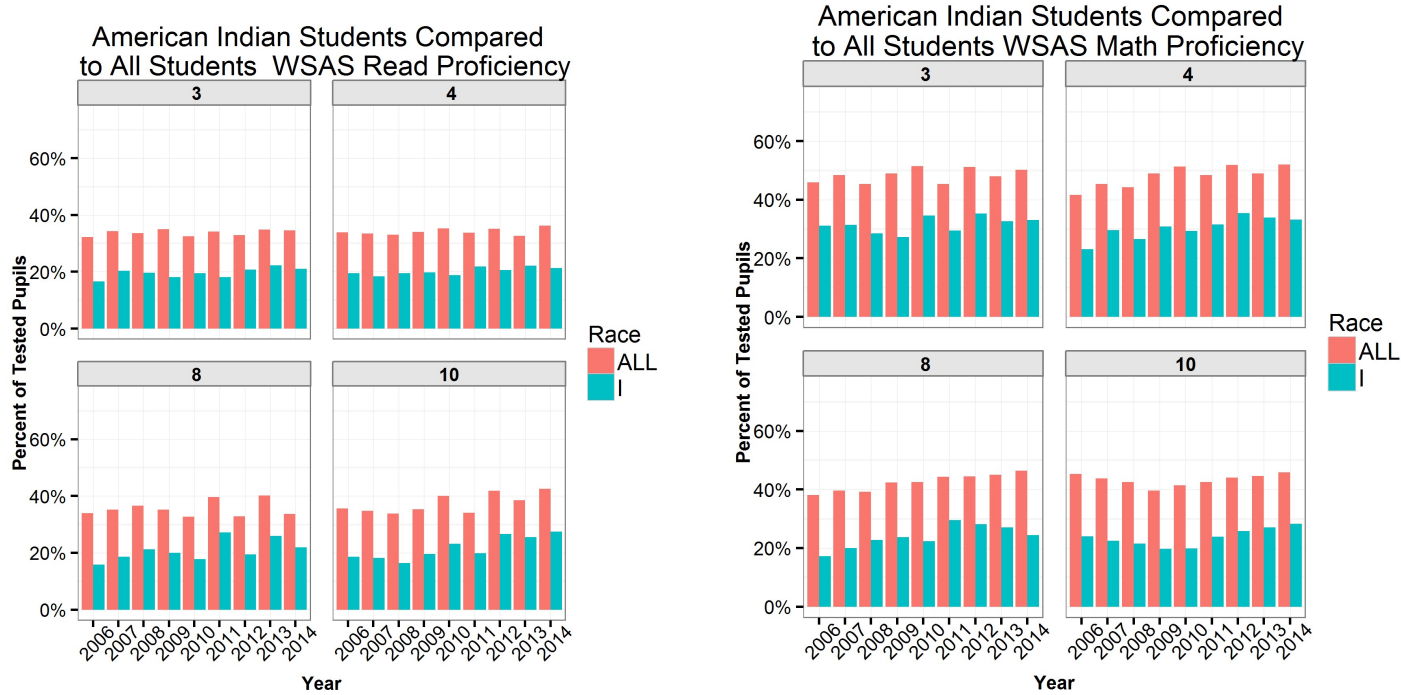 American Indian Students Compared
to All Students  WSAS Read Proficiency
3
4
60%
40%
20%
0%
8
10
60%
40%
20%
0%
2006 2007 2008 2009 2010 2011 2012 2013 2014
2006 2007 2008 2009 2010 2011 2012 2013 2014
Percent of Tested Pupils
Year
Race
ALL
I
American Indian Students Compared
to All Students WSAS Math Proficiency
3
4
60%
40%
20%
0%
8
10
60%
40%
20%
0%
2006 2007 2008 2009 2010 2011 2012 2013 2014
2006 2007 2008 2009 2010 2011 2012 2013 2014
Percent of Tested Pupils
Year
Race
ALL
I